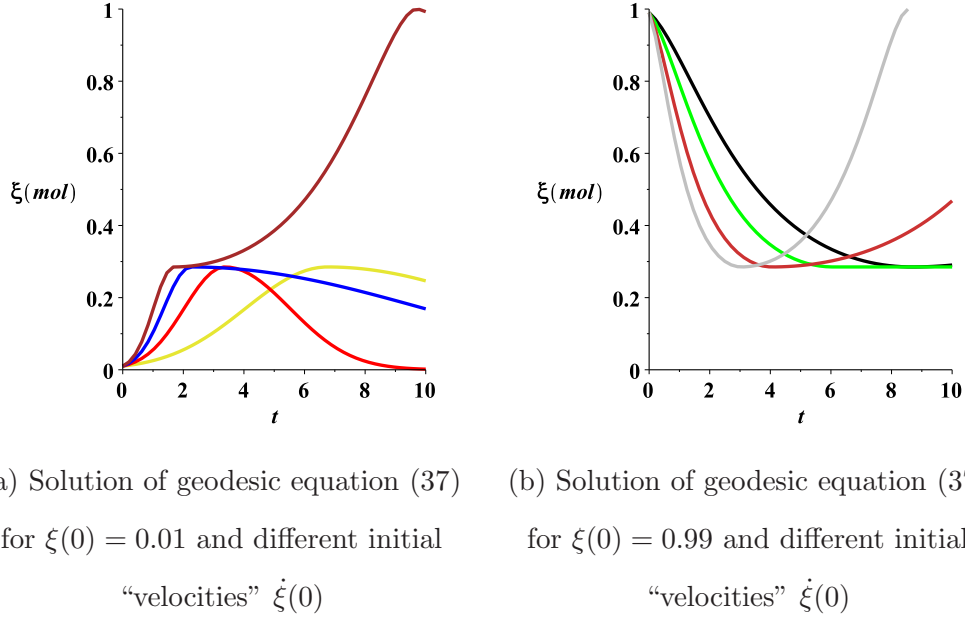 1
0.8
0.6
ξ(mol)
0.4
0.2
0
0 2 4 6 8 10
t
1
0.8
0.6
ξ(mol)
0.4
0.2
0
0 2 4 6 8 10
t
) Solution of geodesic equation (37)
for ξ(0) = 0.01 and different initial
“velocities” ξ̇(0)
(b) Solution of geodesic equation (3
for ξ(0) = 0.99 and different initial
“velocities” ξ̇(0)